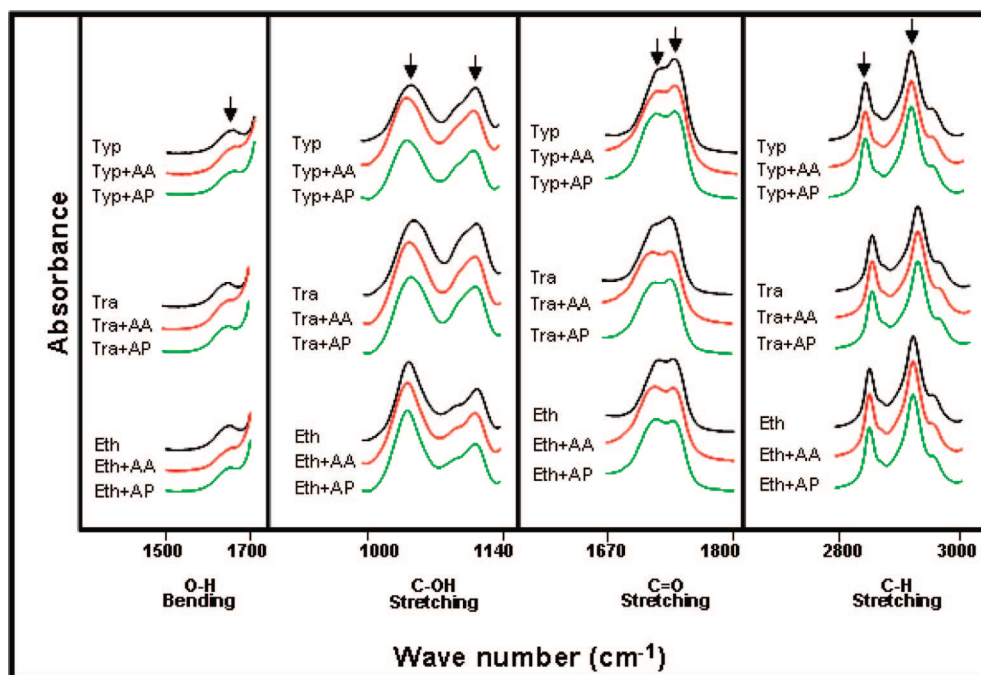 Absorbance
Typ
Typ+AA
Typ+AP
Tra
Tra+AA
Tra+AP
Eth
Eth+AA
Eth+AP
Typ
Typ+AA
Typ+AP
Tra
Tra+AA
Tra+AP
Eth
Eth+AA
Eth+AP
Typ
Typ+AA
Typ+AP
Tra
Tra+AA
Tra+AP
Eth
Eth+AA
Eth+AP
Typ
Typ+AA
Typ+AP
Tra
Tra+AA
Tra+AP
Eth
Eth+AA
Eth+AP
1500 1700 1000 1140 1670 1800 2800 3000
O-H
Bending
C-OH
Stretching
C=O
Stretching
C-H
Stretching
Wave number (cm⁻¹)